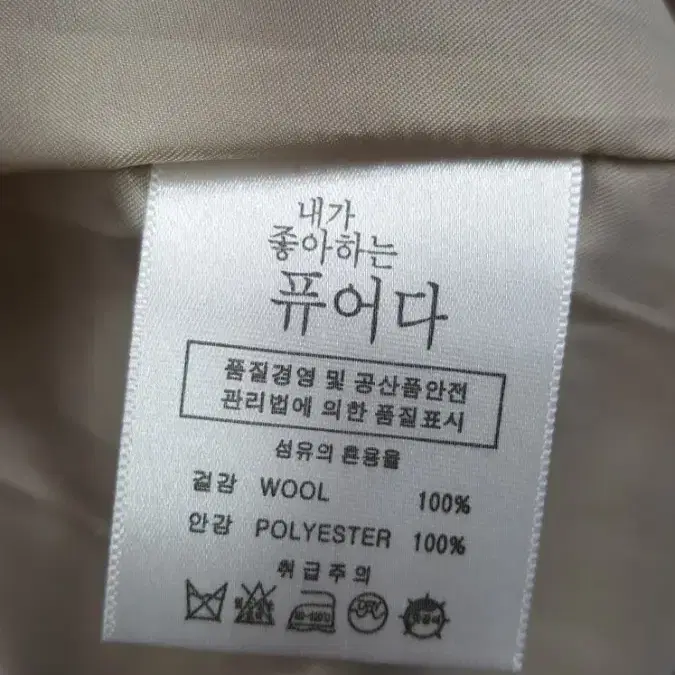 내가
좋아하는
퓨어다
품질경영 및 공산품안전
관리법에 의한 품질표시
섬유의 혼용율
겉감 WOOL 100%
안감 POLYESTER 100%
취급주의